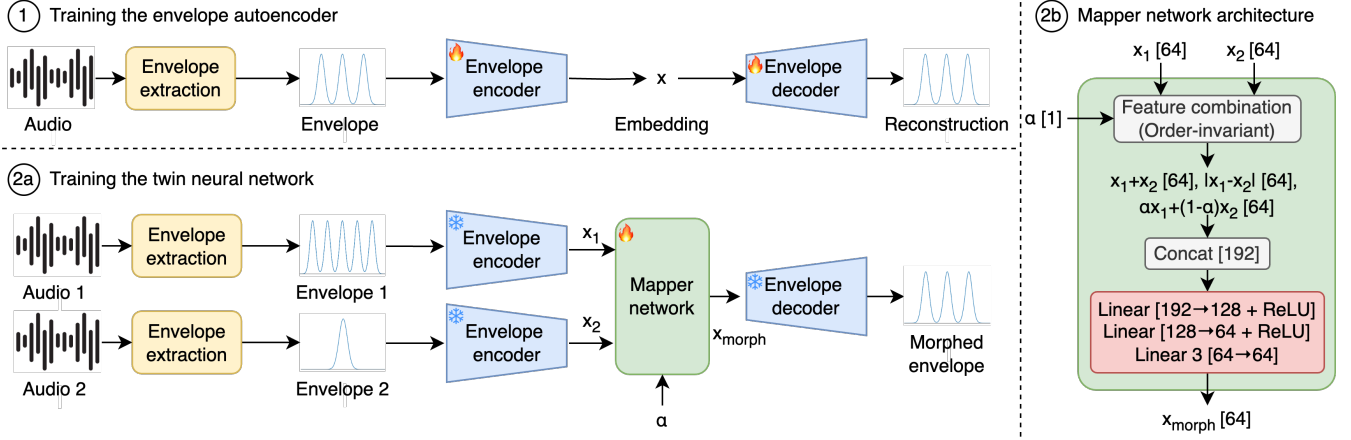 1 Training the envelope autoencoder
Audio
Envelope
extraction
Envelope
Envelope
encoder
x
Embedding
Envelope
decoder
Reconstruction
2a Training the twin neural network
Audio 1
Envelope
extraction
Envelope 1
Envelope
encoder
x₁
Audio 2
Envelope
extraction
Envelope 2
Envelope
encoder
x₂
Mapper
network
α
xmorph
Envelope
decoder
Morphed
envelope
2b Mapper network architecture
x₁ [64] x₂ [64]
α [1]
Feature combination
(Order-invariant)
x₁+x₂ [64], |x₁-x₂| [64],
αx₁+(1-α)x₂ [64]
Concat [192]
Linear [192→128 + ReLU]
Linear [128→64 + ReLU]
Linear 3 [64→64]
xmorph [64]